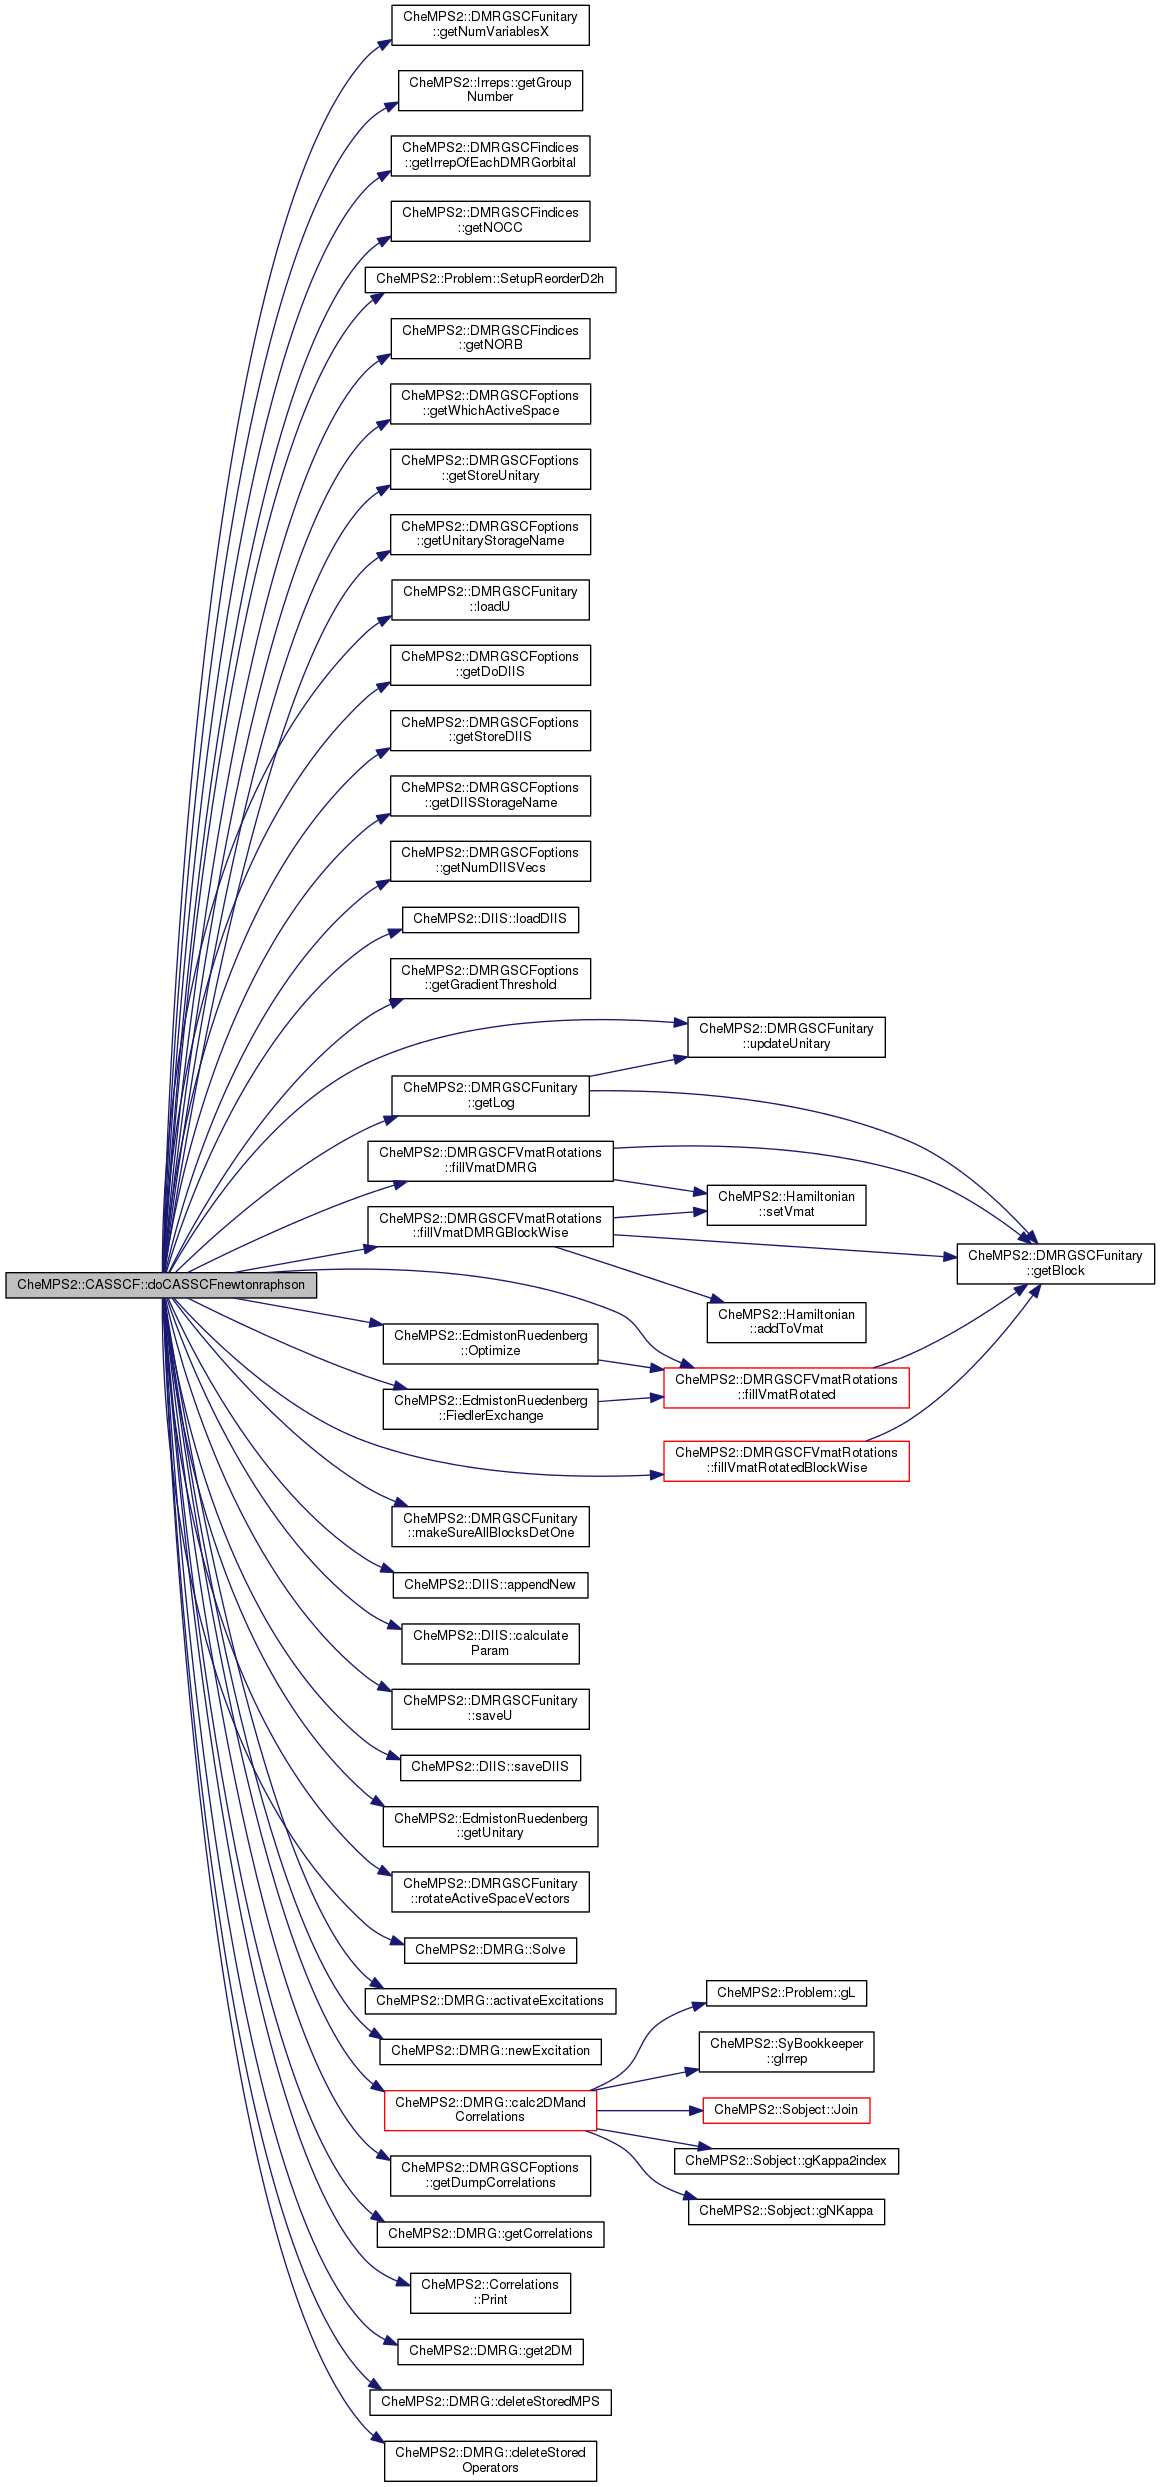 CheMPS2::DMRGSCFunitary
::getNumVariablesX
CheMPS2::Irreps::getGroup
Number
CheMPS2::DMRGSCFindices
::getIrrepOfEachDMRGorbital
CheMPS2::DMRGSCFindices
::getNOCC
CheMPS2::Problem::SetupReorderD2h
CheMPS2::DMRGSCFindices
::getNORB
CheMPS2::DMRGSCFoptions
::getWhichActiveSpace
CheMPS2::DMRGSCFoptions
::getStoreUnitary
CheMPS2::DMRGSCFoptions
::getUnitaryStorageName
CheMPS2::DMRGSCFunitary
::loadU
CheMPS2::DMRGSCFoptions
::getDoDIIS
CheMPS2::DMRGSCFoptions
::getStoreDIIS
CheMPS2::DMRGSCFoptions
::getDIISStorageName
CheMPS2::DMRGSCFoptions
::getNumDIISVecs
CheMPS2::DIIS::loadDIIS
CheMPS2::DMRGSCFoptions
::getGradientThreshold
CheMPS2::DMRGSCFunitary
::updateUnitary
CheMPS2::DMRGSCFunitary
::getLog
CheMPS2::DMRGSCFVmatRotations
::fillVmatDMRG
CheMPS2::Hamiltonian
::setVmat
CheMPS2::DMRGSCFVmatRotations
::fillVmatDMRGBlockWise
CheMPS2::DMRGSCFunitary
::getBlock
CheMPS2::CASSCF::doCASSCFnewtonraphson
CheMPS2::Hamiltonian
::addToVmat
CheMPS2::EdmistonRuedenberg
::Optimize
CheMPS2::DMRGSCFVmatRotations
::fillVmatRotated
CheMPS2::EdmistonRuedenberg
::FiedlerExchange
CheMPS2::DMRGSCFVmatRotations
::fillVmatRotatedBlockWise
CheMPS2::DMRGSCFunitary
::makeSureAllBlocksDetOne
CheMPS2::DIIS::appendNew
CheMPS2::DIIS::calculate
Param
CheMPS2::DMRGSCFunitary
::saveU
CheMPS2::DIIS::saveDIIS
CheMPS2::EdmistonRuedenberg
::getUnitary
CheMPS2::DMRGSCFunitary
::rotateActiveSpaceVectors
CheMPS2::DMRG::Solve
CheMPS2::DMRG::activateExcitations
CheMPS2::Problem::gL
CheMPS2::DMRG::newExcitation
CheMPS2::SyBookkeeper
::gIrrep
CheMPS2::DMRG::calc2DMand
Correlations
CheMPS2::Sobject::Join
CheMPS2::Sobject::gKappa2index
CheMPS2::DMRGSCFoptions
::getDumpCorrelations
CheMPS2::Sobject::gNKappa
CheMPS2::DMRG::getCorrelations
CheMPS2::Correlations
::Print
CheMPS2::DMRG::get2DM
CheMPS2::DMRG::deleteStoredMPS
CheMPS2::DMRG::deleteStored
Operators